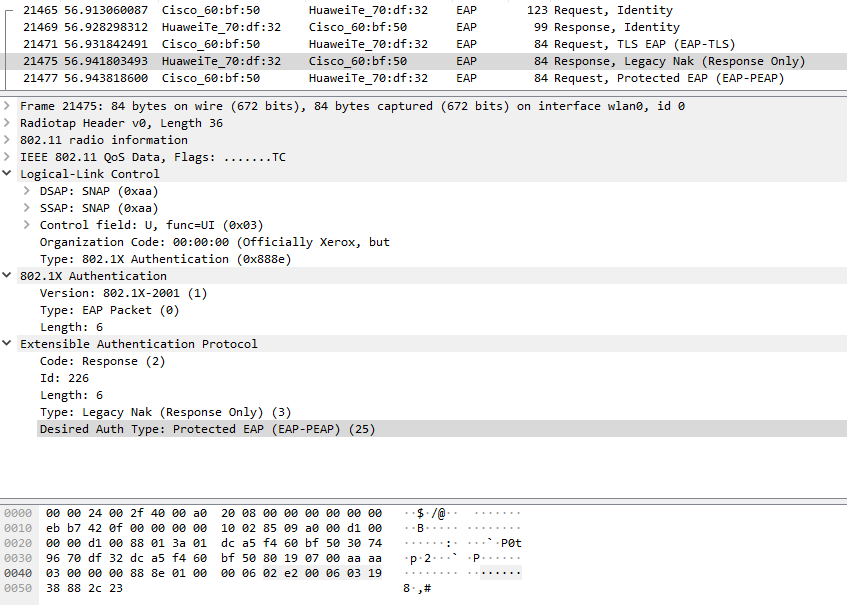 21465 56.913060087 Cisco_60:bf:50 HuaweiTe_70:df:32 EAP 123 Request, Identity
21469 56.928298312 HuaweiTe_70:df:32 Cisco_60:bf:50 EAP 99 Response, Identity
21471 56.931842491 Cisco_60:bf:50 HuaweiTe_70:df:32 EAP 84 Request, TLS EAP (EAP-TLS)
21475 56.941803493 HuaweiTe_70:df:32 Cisco_60:bf:50 EAP 84 Response, Legacy Nak (Response Only)
21477 56.943818600 Cisco_60:bf:50 HuaweiTe_70:df:32 EAP 84 Request, Protected EAP (EAP-PEAP)
Frame 21475: 84 bytes on wire (672 bits), 84 bytes captured (672 bits) on interface wlan0, id 0
Radiotap Header v0, Length 36
802.11 radio information
IEEE 802.11 QoS Data, Flags: .......TC
Logical-Link Control
DSAP: SNAP (0xaa)
SSAP: SNAP (0xaa)
Control field: U, func=UI (0x03)
Organization Code: 00:00:00 (Officially Xerox, but
Type: 802.1X Authentication (0x888e)
802.1X Authentication
Version: 802.1X-2001 (1)
Type: EAP Packet (0)
Length: 6
Extensible Authentication Protocol
Code: Response (2)
Id: 226
Length: 6
Type: Legacy Nak (Response Only) (3)
Desired Auth Type: Protected EAP (EAP-PEAP) (25)
0000 00 00 24 00 2f 40 00 a0 20 08 00 00 00 00 00 00 ··$·/@·· ·······
0010 eb b7 42 0f 00 00 00 00 10 02 85 09 a0 00 d1 00 ··B····· ········
0020 00 00 d1 00 88 01 3a 01 dc a5 f4 60 bf 50 30 74 ······:· ···`·P0t
0030 96 70 df 32 dc a5 f4 60 bf 50 80 19 07 00 aa aa ·p·2···` ·P······
0040 03 00 00 00 88 8e 01 00 00 06 02 e2 00 06 03 19 ········ ········
0050 38 88 2c 23 8·,#